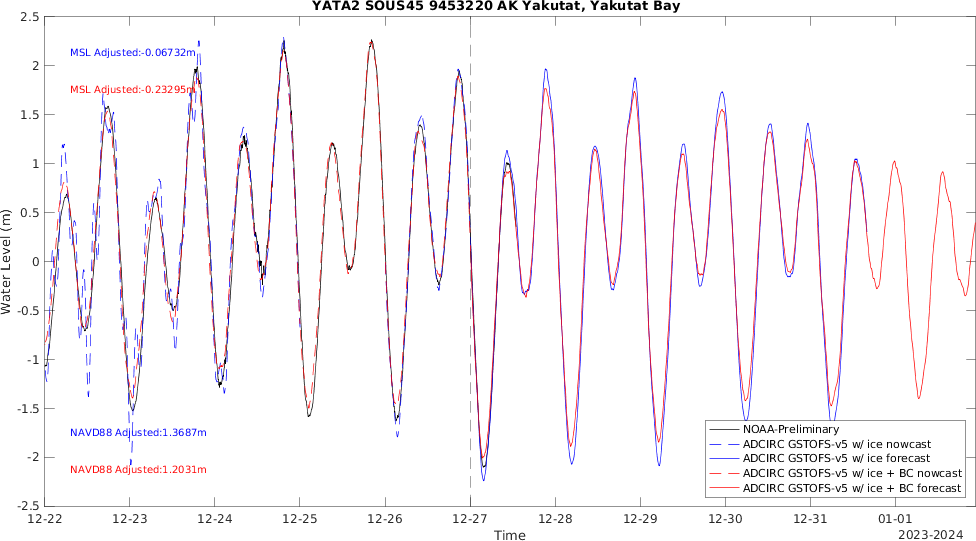 YATA2 SOUS45 9453220 AK Yakutat, Yakutat Bay
2.5
2
1.5
1
0.5
0
-0.5
-1
-1.5
-2
-2.5
Water Level (m)
MSL Adjusted:-0.06732m
MSL Adjusted:-0.23295m
NAVD88 Adjusted:1.3687m
NAVD88 Adjusted:1.2031m
NOAA-Preliminary
ADCIRC GSTOFS-v5 w/ ice nowcast
ADCIRC GSTOFS-v5 w/ ice forecast
ADCIRC GSTOFS-v5 w/ ice + BC nowcast
ADCIRC GSTOFS-v5 w/ ice + BC forecast
12-22 12-23 12-24 12-25 12-26 12-27 12-28 12-29 12-30 12-31 01-01
Time
2023-2024